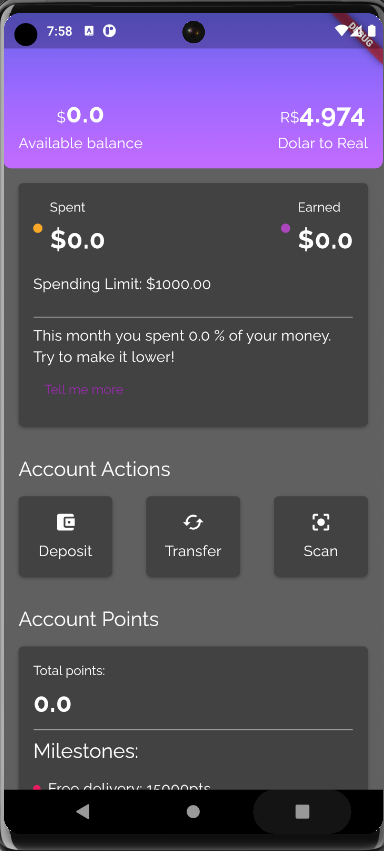 7:58
DEBUG
$0.0
R$4.974
Available balance
Dolar to Real
Spent
Earned
$0.0
$0.0
Spending Limit: $1000.00
This month you spent 0.0 % of your money.
Try to make it lower!
Tell me more
Account Actions
Deposit
Transfer
Scan
Account Points
Total points:
0.0
Milestones:
Free delivery: 15000pts